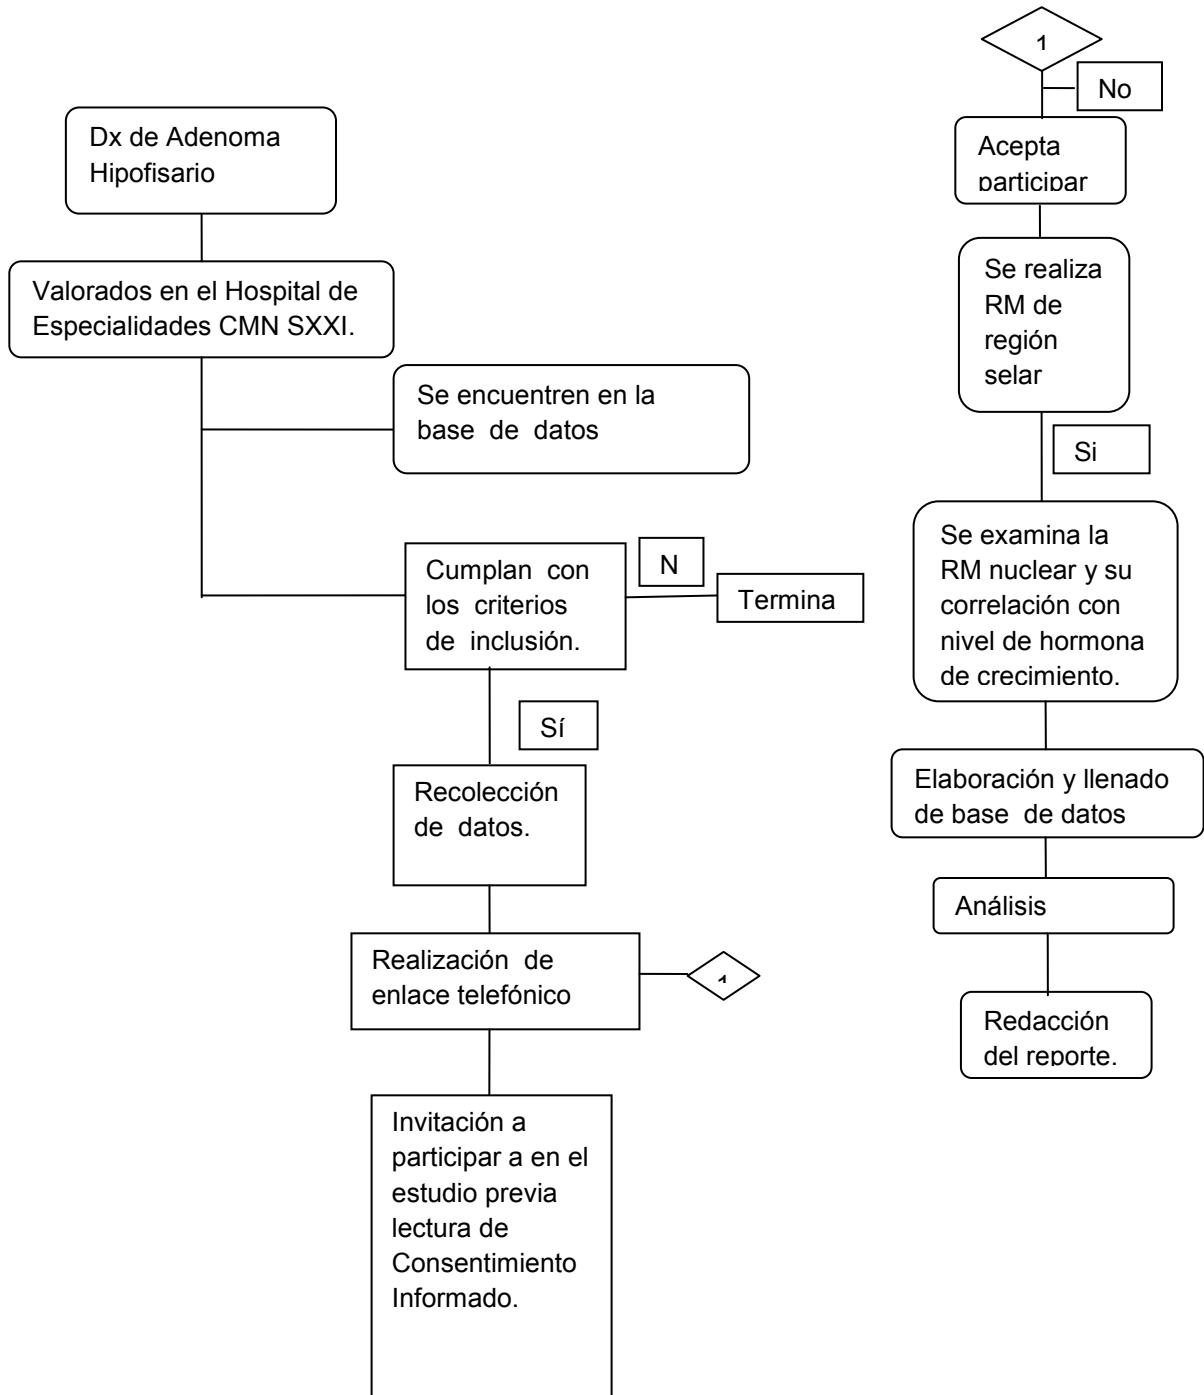 Dx de Adenoma
Hipofisario
Valorados en el Hospital de
Especialidades CMN SXXI.
Se encuentren en la
base de datos
Cumplan con
los criterios
de inclusión.
N
Termina
Sí
Recolección
de datos.
Realización de
enlace telefónico
1
Invitación a
participar a en el
estudio previa
lectura de
Consentimiento
Informado.
1
No
Acepta
participar
Se realiza
RM de
región
selar
Si
Se examina la
RM nuclear y su
correlación con
nivel de hormona
de crecimiento.
Elaboración y llenado
de base de datos
Análisis
Redacción
del reporte.